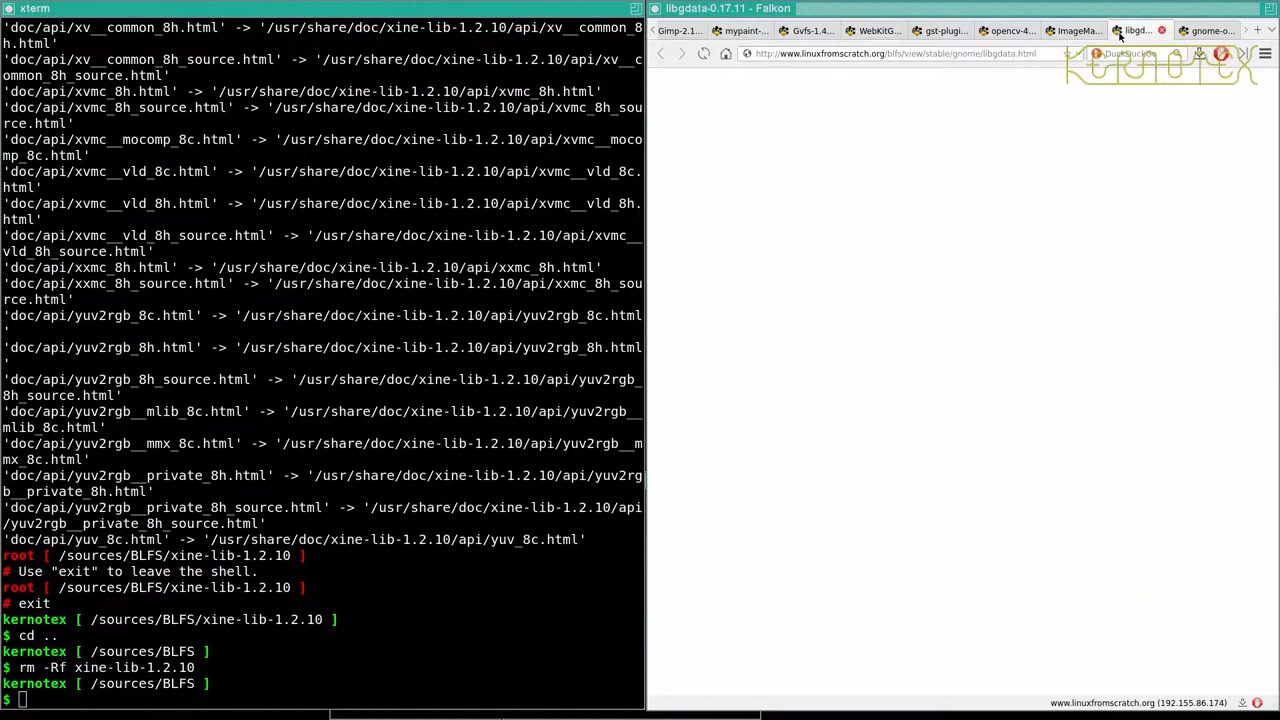 xterm
'doc/api/xv__common_8h.html' -> '/usr/share/doc/xine-lib-1.2.10/api/xv__common_8
h.html'
'doc/api/xv__common_8h_source.html' -> '/usr/share/doc/xine-lib-1.2.10/api/xv__c
ommon_8h_source.html'
'doc/api/xvmc_8h.html' -> '/usr/share/doc/xine-lib-1.2.10/api/xvmc_8h.html'
'doc/api/xvmc_8h_source.html' -> '/usr/share/doc/xine-lib-1.2.10/api/xvmc_8h_sou
rce.html'
'doc/api/xvmc__mocomp_8c.html' -> '/usr/share/doc/xine-lib-1.2.10/api/xvmc__moco
mp_8c.html'
'doc/api/xvmc__vld_8c.html' -> '/usr/share/doc/xine-lib-1.2.10/api/xvmc__vld_8c.
html'
'doc/api/xvmc__vld_8h.html' -> '/usr/share/doc/xine-lib-1.2.10/api/xvmc__vld_8h.
html'
'doc/api/xvmc__vld_8h_source.html' -> '/usr/share/doc/xine-lib-1.2.10/api/xvmc__
vld_8h_source.html'
'doc/api/xxmc_8h.html' -> '/usr/share/doc/xine-lib-1.2.10/api/xxmc_8h.html'
'doc/api/xxmc_8h_source.html' -> '/usr/share/doc/xine-lib-1.2.10/api/xxmc_8h_sou
rce.html'
'doc/api/yuv2rgb_8c.html' -> '/usr/share/doc/xine-lib-1.2.10/api/yuv2rgb_8c.html
'
'doc/api/yuv2rgb_8h.html' -> '/usr/share/doc/xine-lib-1.2.10/api/yuv2rgb_8h.html
'
'doc/api/yuv2rgb_8h_source.html' -> '/usr/share/doc/xine-lib-1.2.10/api/yuv2rgb_
8h_source.html'
'doc/api/yuv2rgb__mlib_8c.html' -> '/usr/share/doc/xine-lib-1.2.10/api/yuv2rgb__
mlib_8c.html'
'doc/api/yuv2rgb__mmx_8c.html' -> '/usr/share/doc/xine-lib-1.2.10/api/yuv2rgb__m
mx_8c.html'
'doc/api/yuv2rgb__private_8h.html' -> '/usr/share/doc/xine-lib-1.2.10/api/yuv2rg
b__private_8h.html'
'doc/api/yuv2rgb__private_8h_source.html' -> '/usr/share/doc/xine-lib-1.2.10/api
/yuv2rgb__private_8h_source.html'
'doc/api/yuv_8c.html' -> '/usr/share/doc/xine-lib-1.2.10/api/yuv_8c.html'
root [ /sources/BLFS/xine-lib-1.2.10 ]
# Use "exit" to leave the shell.
root [ /sources/BLFS/xine-lib-1.2.10 ]
# exit
kernotex [ /sources/BLFS/xine-lib-1.2.10 ]
$ cd ..
kernotex [ /sources/BLFS ]
$ rm -Rf xine-lib-1.2.10
kernotex [ /sources/BLFS ]
$
libgdata-0.17.11 - Falkon
Gimp-2.1... mypaint-... Gvfs-1.4... WebKitG... gst-plugi... opencv-4... ImageMa... libgd... gnome-o...
http://www.linuxfromscratch.org/blfs/view/stable/gnome/libgdata.html DuckDuckGo
KERNOTEX
www.linuxfromscratch.org (192.155.86.174)